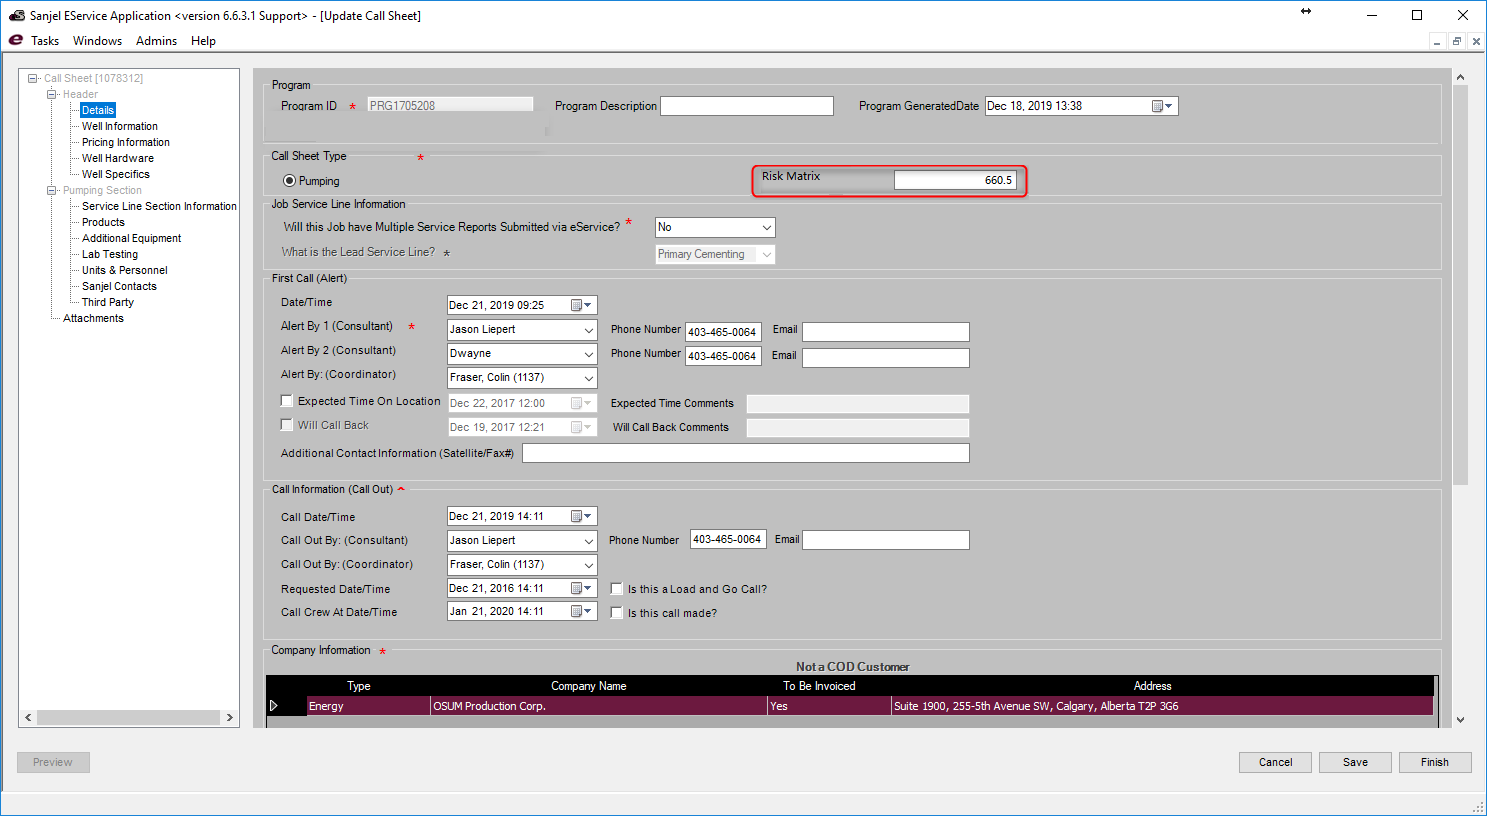 Sanjel EService Application <version 6.6.3.1 Support> - [Update Call Sheet]
Tasks Windows Admins Help
Call Sheet [1078312]
Header
Details
Well Information
Pricing Information
Well Hardware
Well Specifics
Pumping Section
Service Line Section Information
Products
Additional Equipment
Lab Testing
Units & Personnel
Sanjel Contacts
Third Party
Attachments
Program
Program ID * PRG1705208 Program Description Program GeneratedDate Dec 18, 2019 13:38
Call Sheet Type *
Pumping Risk Matrix 660.5
Job Service Line Information
Will this Job have Multiple Service Reports Submitted via eService? * No
What is the Lead Service Line? * Primary Cementing
First Call (Alert)
Date/Time Dec 21, 2019 09:25
Alert By 1 (Consultant) * Jason Liepert Phone Number 403-465-0064 Email
Alert By 2 (Consultant) Dwayne Phone Number 403-465-0064 Email
Alert By: (Coordinator) Fraser, Colin (1137)
Expected Time On Location Dec 22, 2017 12:00 Expected Time Comments
Will Call Back Dec 19, 2017 12:21 Will Call Back Comments
Additional Contact Information (Satellite/Fax#)
Call Information (Call Out) *
Call Date/Time Dec 21, 2019 14:11
Call Out By: (Consultant) Jason Liepert Phone Number 403-465-0064 Email
Call Out By: (Coordinator) Fraser, Colin (1137)
Requested Date/Time Dec 21, 2016 14:11 Is this a Load and Go Call?
Call Crew At Date/Time Jan 21, 2020 14:11 Is this call made?
Company Information *
Not a COD Customer
Type Company Name To Be Invoiced Address
Energy OSUM Production Corp. Yes Suite 1900, 255-5th Avenue SW, Calgary, Alberta T2P 3G6
Preview Cancel Save Finish